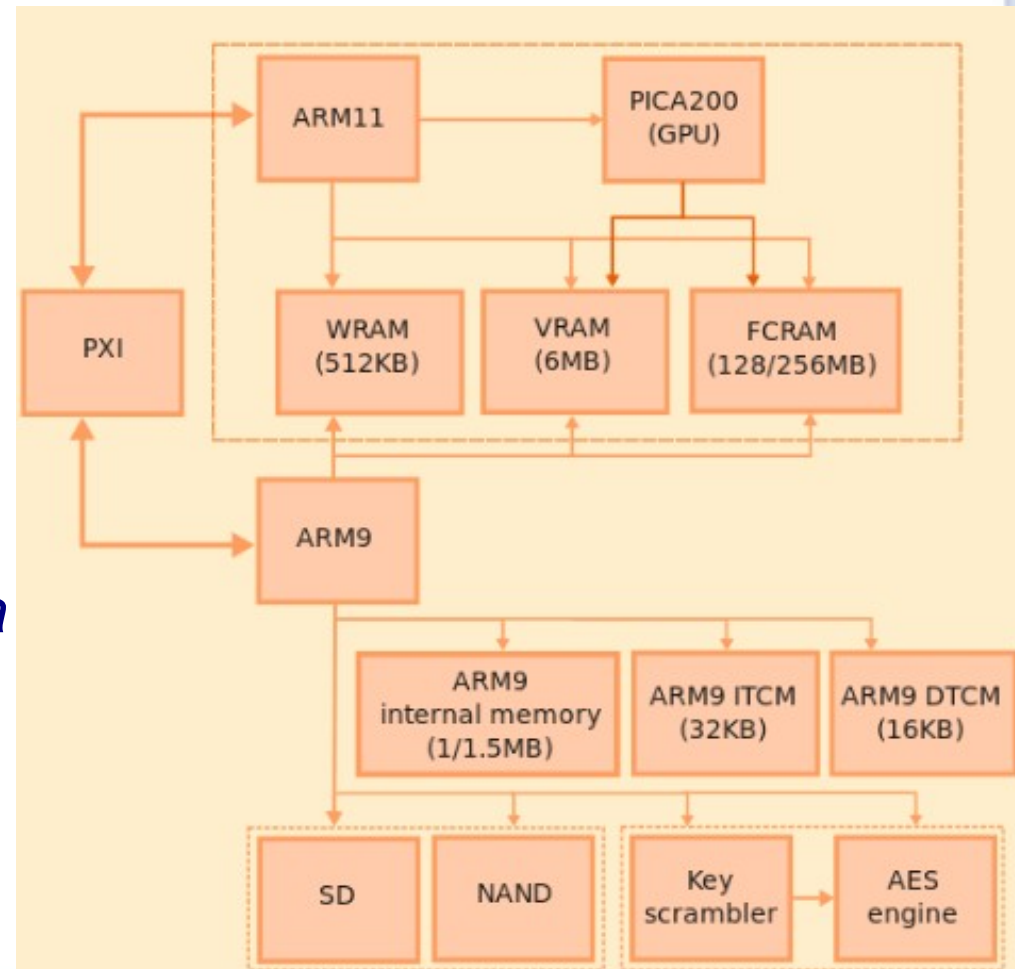 ARM11
PICA200
(GPU)
PXI
WRAM
(512KB)
VRAM
(6MB)
FCRAM
(128/256MB)
ARM9
ARM9
internal memory
(1/1.5MB)
ARM9 ITCM
(32KB)
ARM9 DTCM
(16KB)
SD
NAND
Key
scrambler
AES
engine